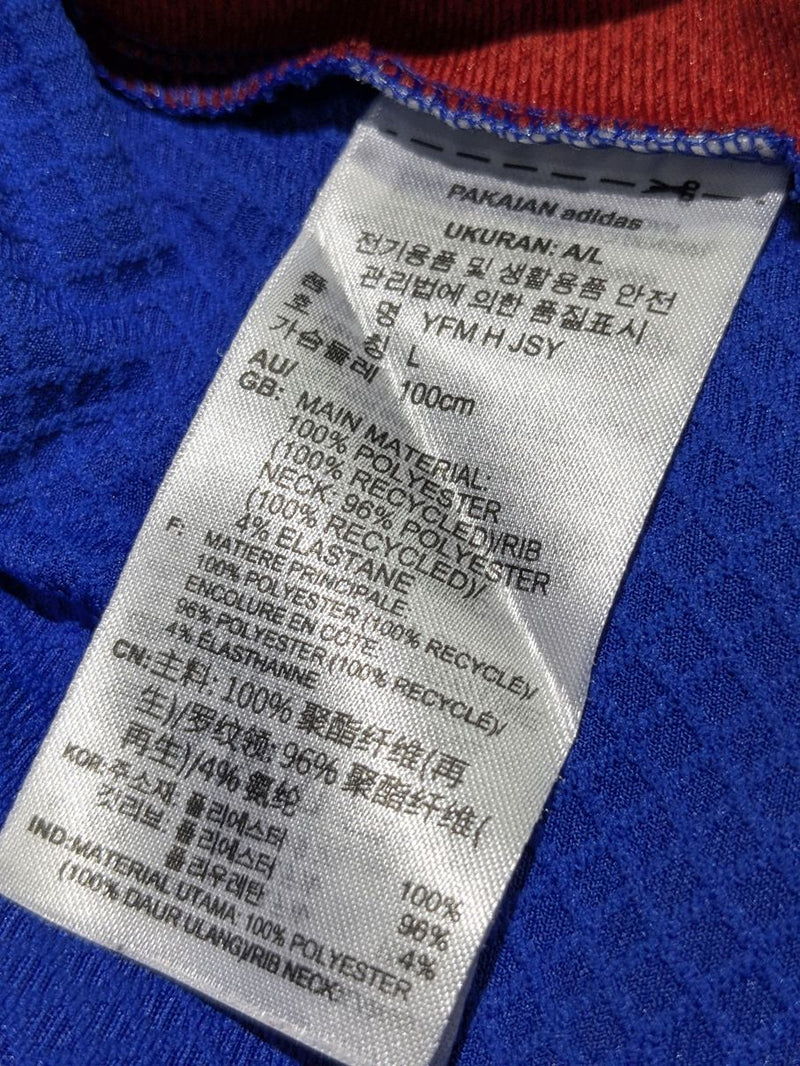 PAKAIAN adidas
UKURAN: A/L
전기용품 및 생활용품 안전
관리법에 의한 품질표시
품 명 YFM H JSY
호 칭 L
가슴둘레 100cm
AU/
GB: MAIN MATERIAL:
100% POLYESTER
(100% RECYCLED)/RIB
NECK: 96% POLYESTER
(100% RECYCLED)/
4% ELASTANE
F: MATIERE PRINCIPALE:
100% POLYESTER (100% RECYCLÉ)/
ENCOLURE EN CÔTE:
96% POLYESTER (100% RECYCLÉ)/
4% ÉLASTHANNE
CN: 主料: 100% 聚酯纤维(再
生)/罗纹领: 96% 聚酯纤维(
再生)/4% 氨纶
KOR: 주소재: 폴리에스터 100%
깃리브: 폴리에스터 96%
폴리우레탄 4%
IND: MATERIAL UTAMA: 100% POLYESTER
(100% DAUR ULANG)/RIB NECK: